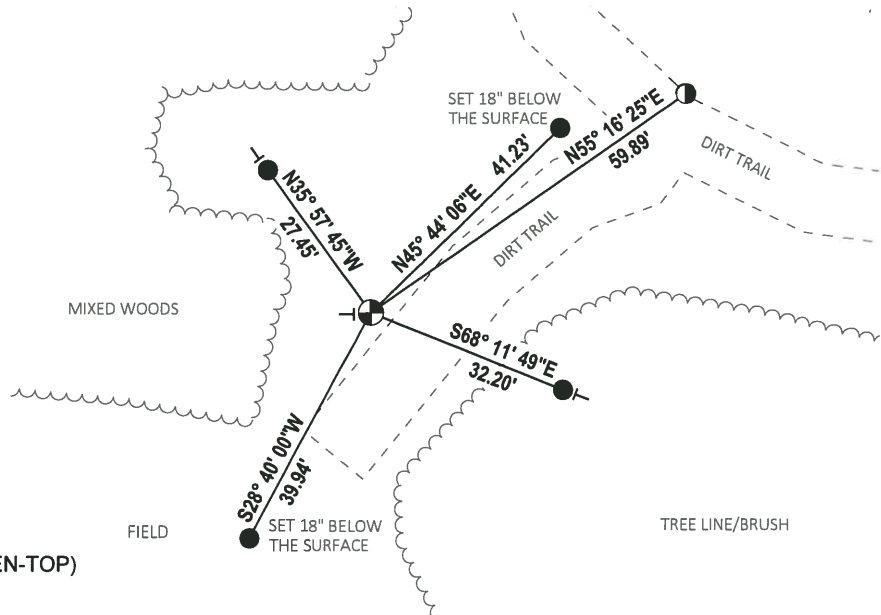 SET 18" BELOW
THE SURFACE
41.23'
N45° 44' 06"E
N55° 16' 25"E
59.89'
DIRT TRAIL
DIRT TRAIL
N35° 57' 45"W
27.45'
MIXED WOODS
S68° 11' 49"E
32.20'
S28° 40' 00"W
39.94'
FIELD
SET 18" BELOW
THE SURFACE
TREE LINE/BRUSH
EN-TOP)